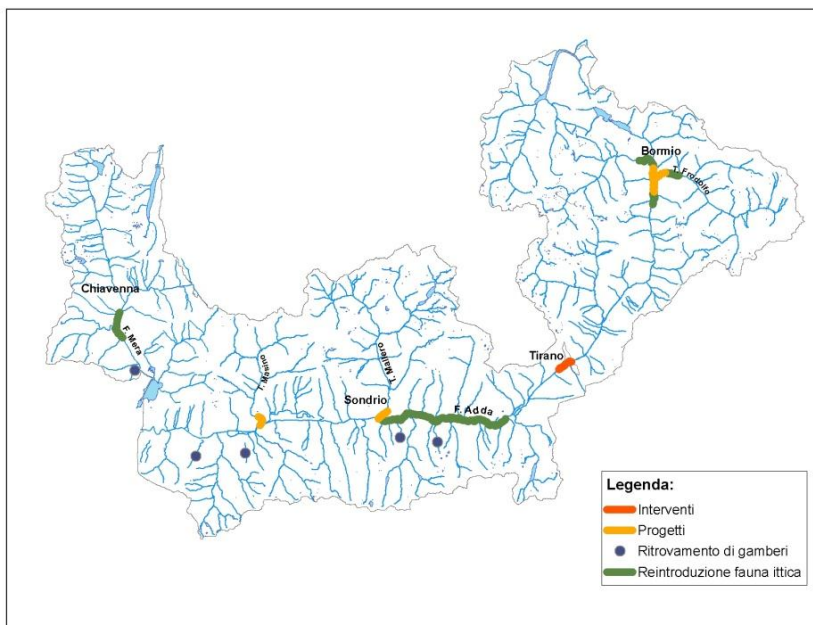 Bormio
T. Frodolfo
Chiavenna
F. Mera
T. Masino
T. Mallero
Tirano
Sondrio
F. Adda
Legenda:
Interventi
Progetti
Ritrovamento di gamberi
Reintroduzione fauna ittica